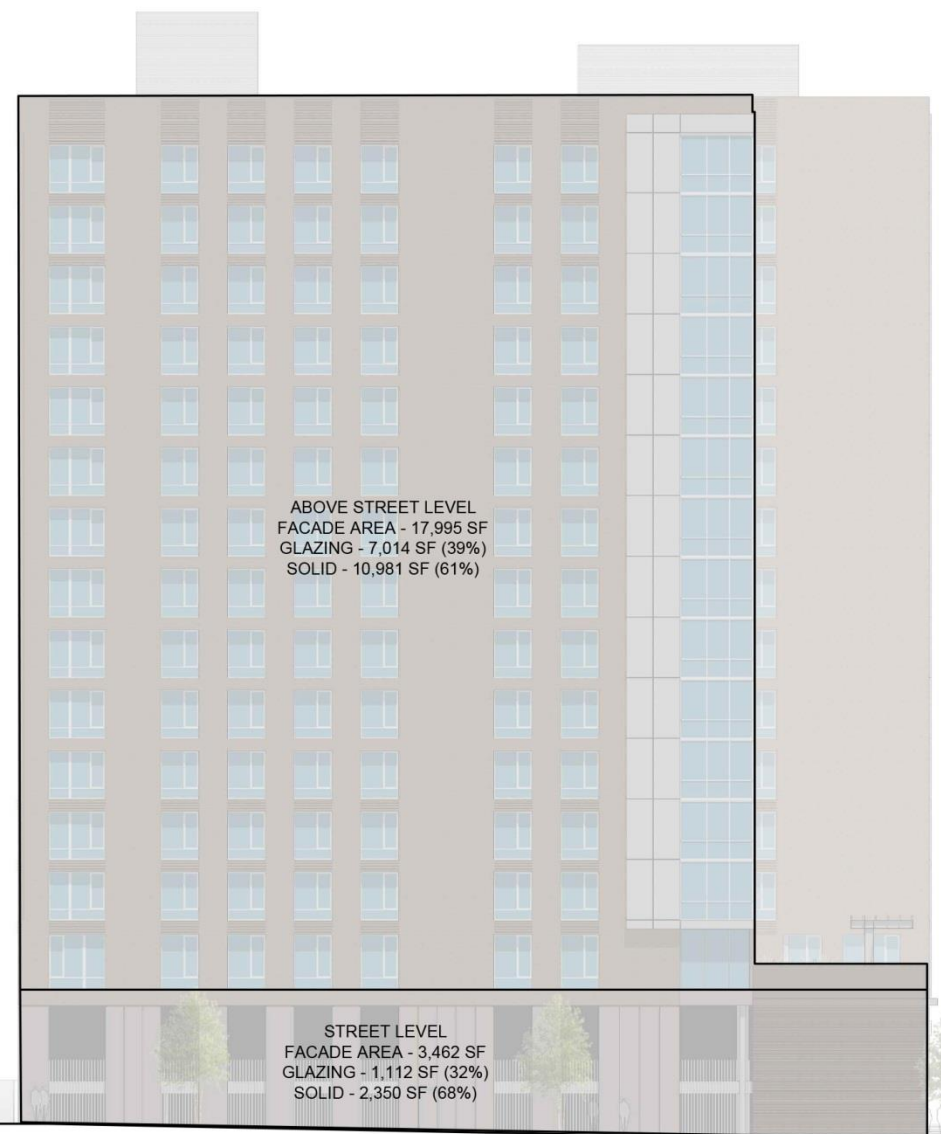 ABOVE STREET LEVEL
FACADE AREA - 17,995 SF
GLAZING - 7,014 SF (39%)
SOLID - 10,981 SF (61%)
STREET LEVEL
FACADE AREA - 3,462 SF
GLAZING - 1,112 SF (32%)
SOLID - 2,350 SF (68%)